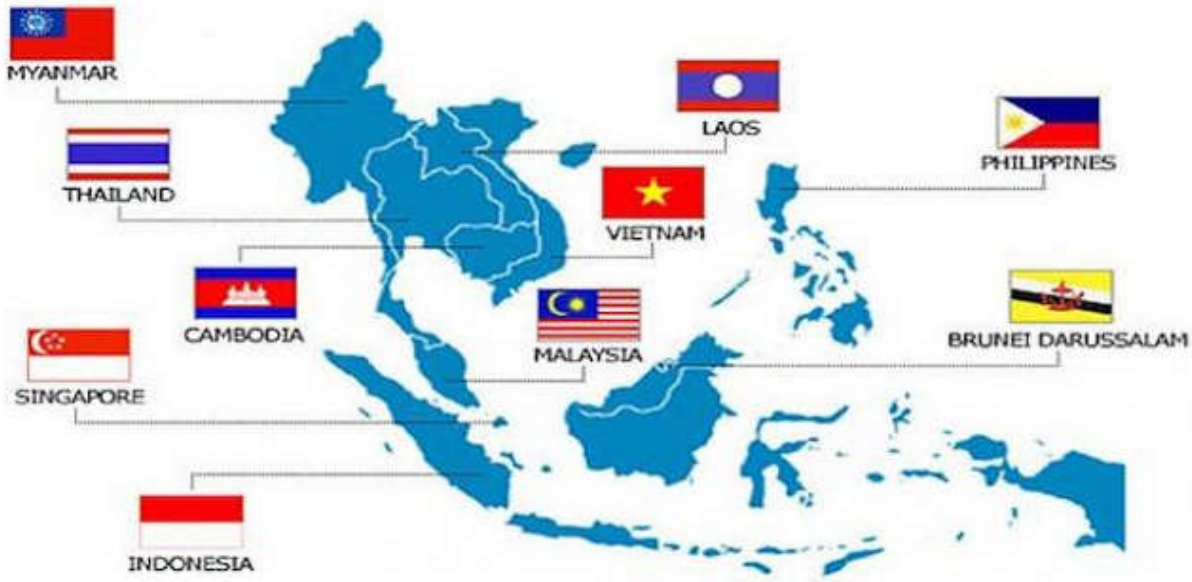 MYANMAR
LAOS
PHILIPPINES
THAILAND
VIETNAM
CAMBODIA
MALAYSIA
BRUNEI DARUSSALAM
SINGAPORE
INDONESIA